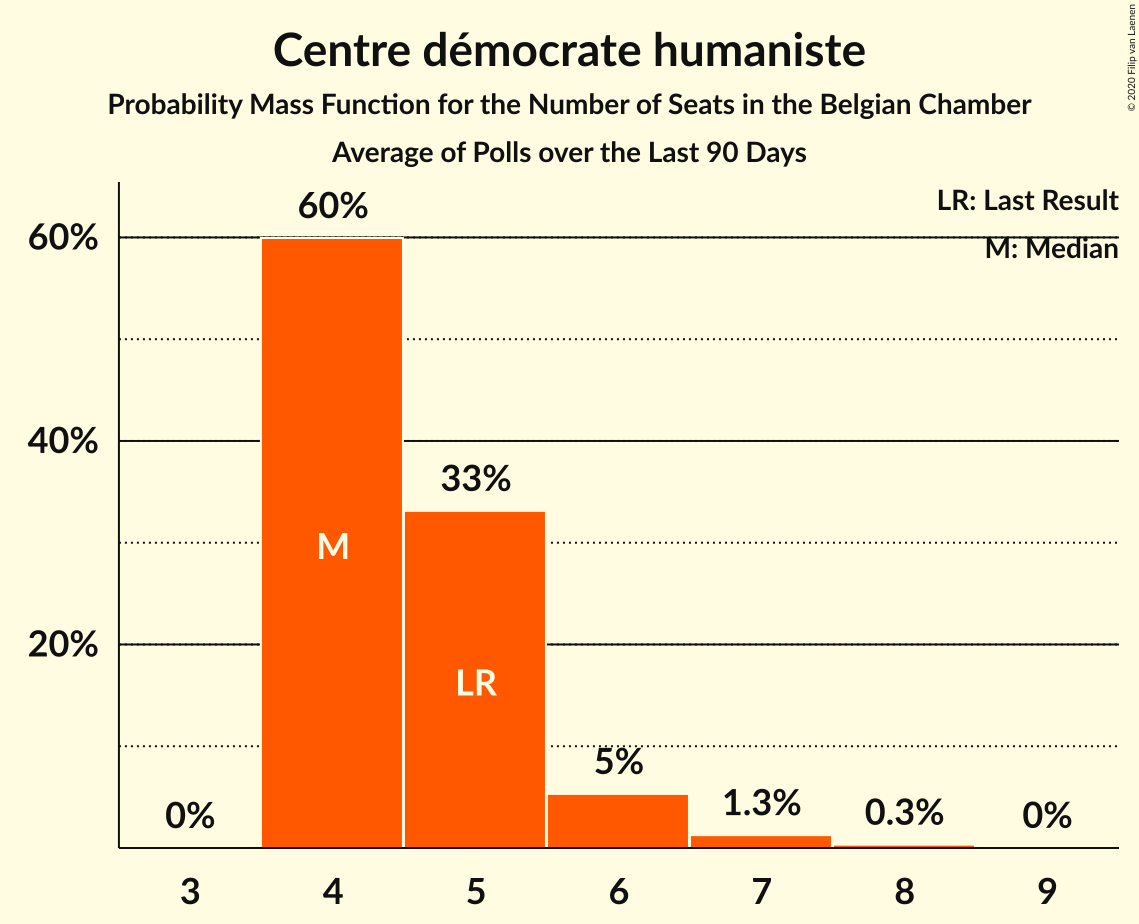 Centre démocrate humaniste
Probability Mass Function for the Number of Seats in the Belgian Chamber
Average of Polls over the Last 90 Days
© 2020 Filip van Laenen
LR: Last Result
M: Median
60%
40%
20%
0%
60%
33%
5%
1.3%
0.3%
0%
M
LR
3 4 5 6 7 8 9